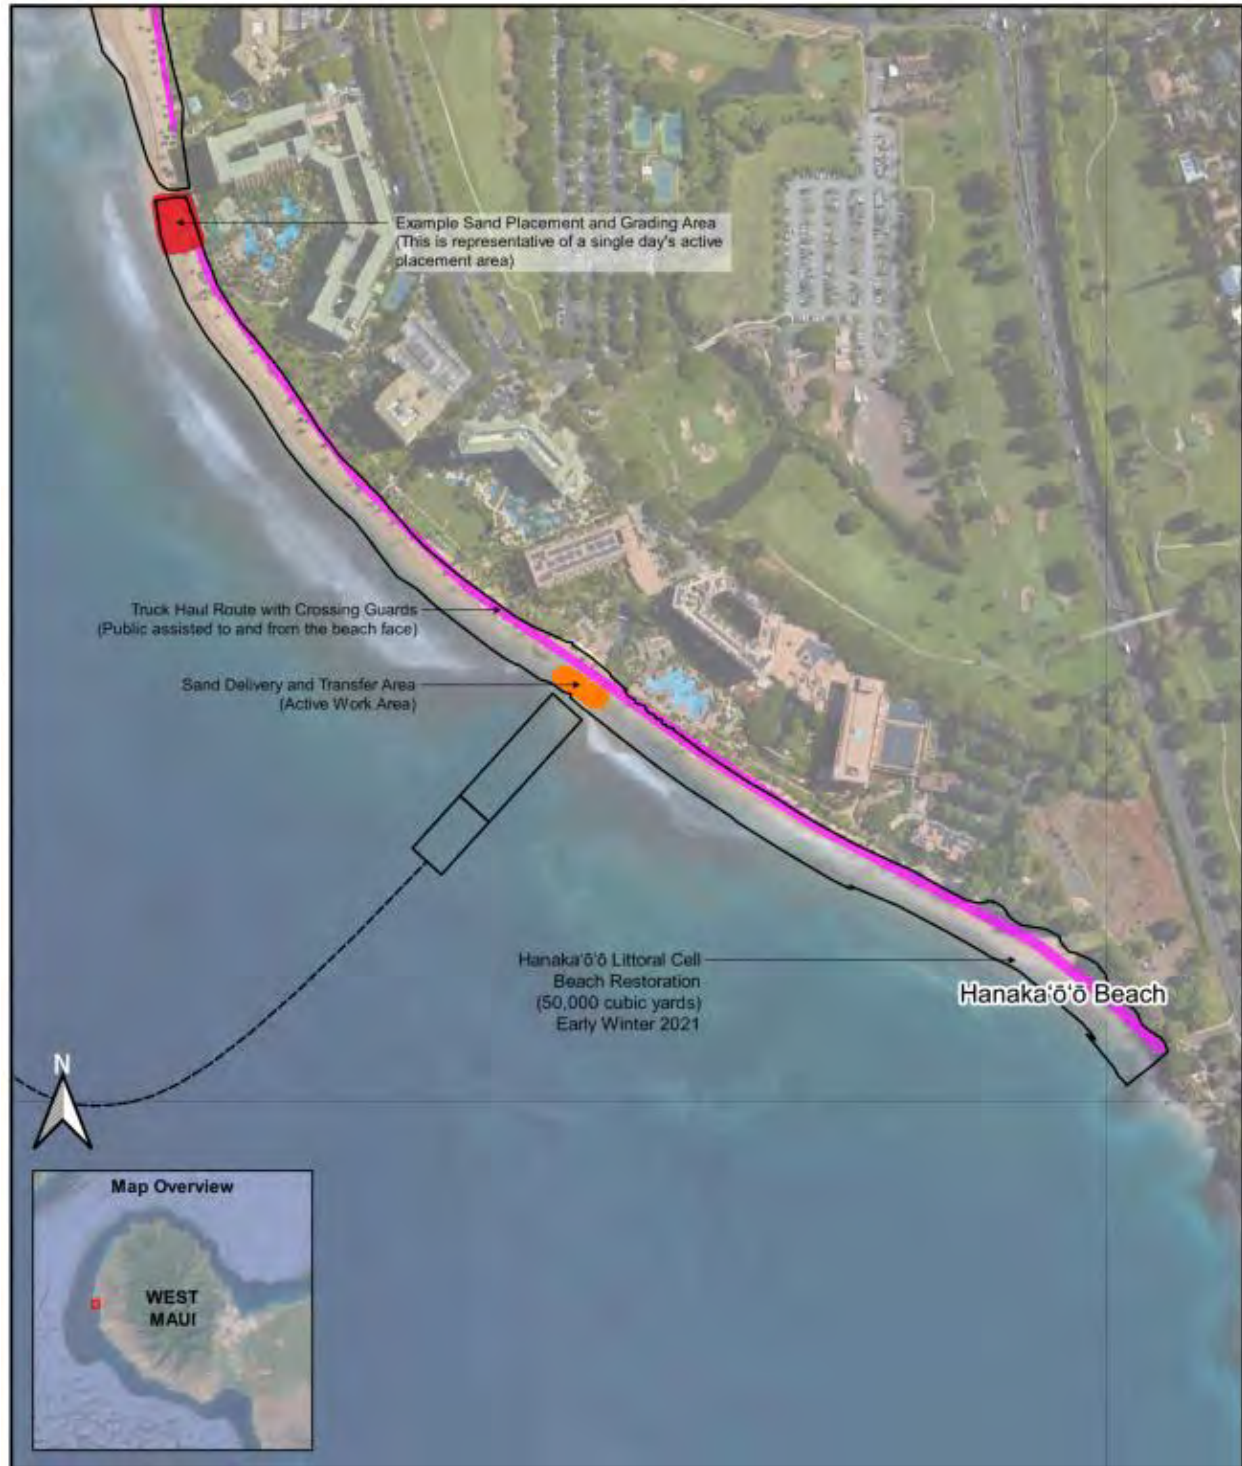 Example Sand Placement and Grading Area
(This is representative of a single day's active
placement area)
Truck Haul Route with Crossing Guards
(Public assisted to and from the beach face)
Sand Delivery and Transfer Area
(Active Work Area)
Hanakaʻōʻō Littoral Cell
Beach Restoration
(50,000 cubic yards)
Early Winter 2021
Hanakaʻōʻō Beach
N
Map Overview
WEST
MAUI